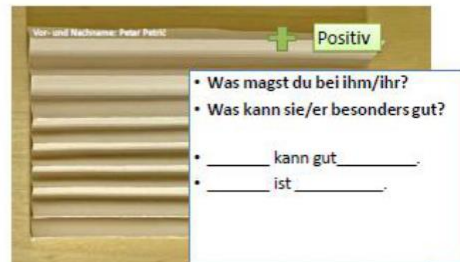 Vor- und Nachname: Petar Petrić
Positiv
• Was magst du bei ihm/ihr?
• Was kann sie/er besonders gut?
• _______ kann gut_________.
• _______ ist __________.